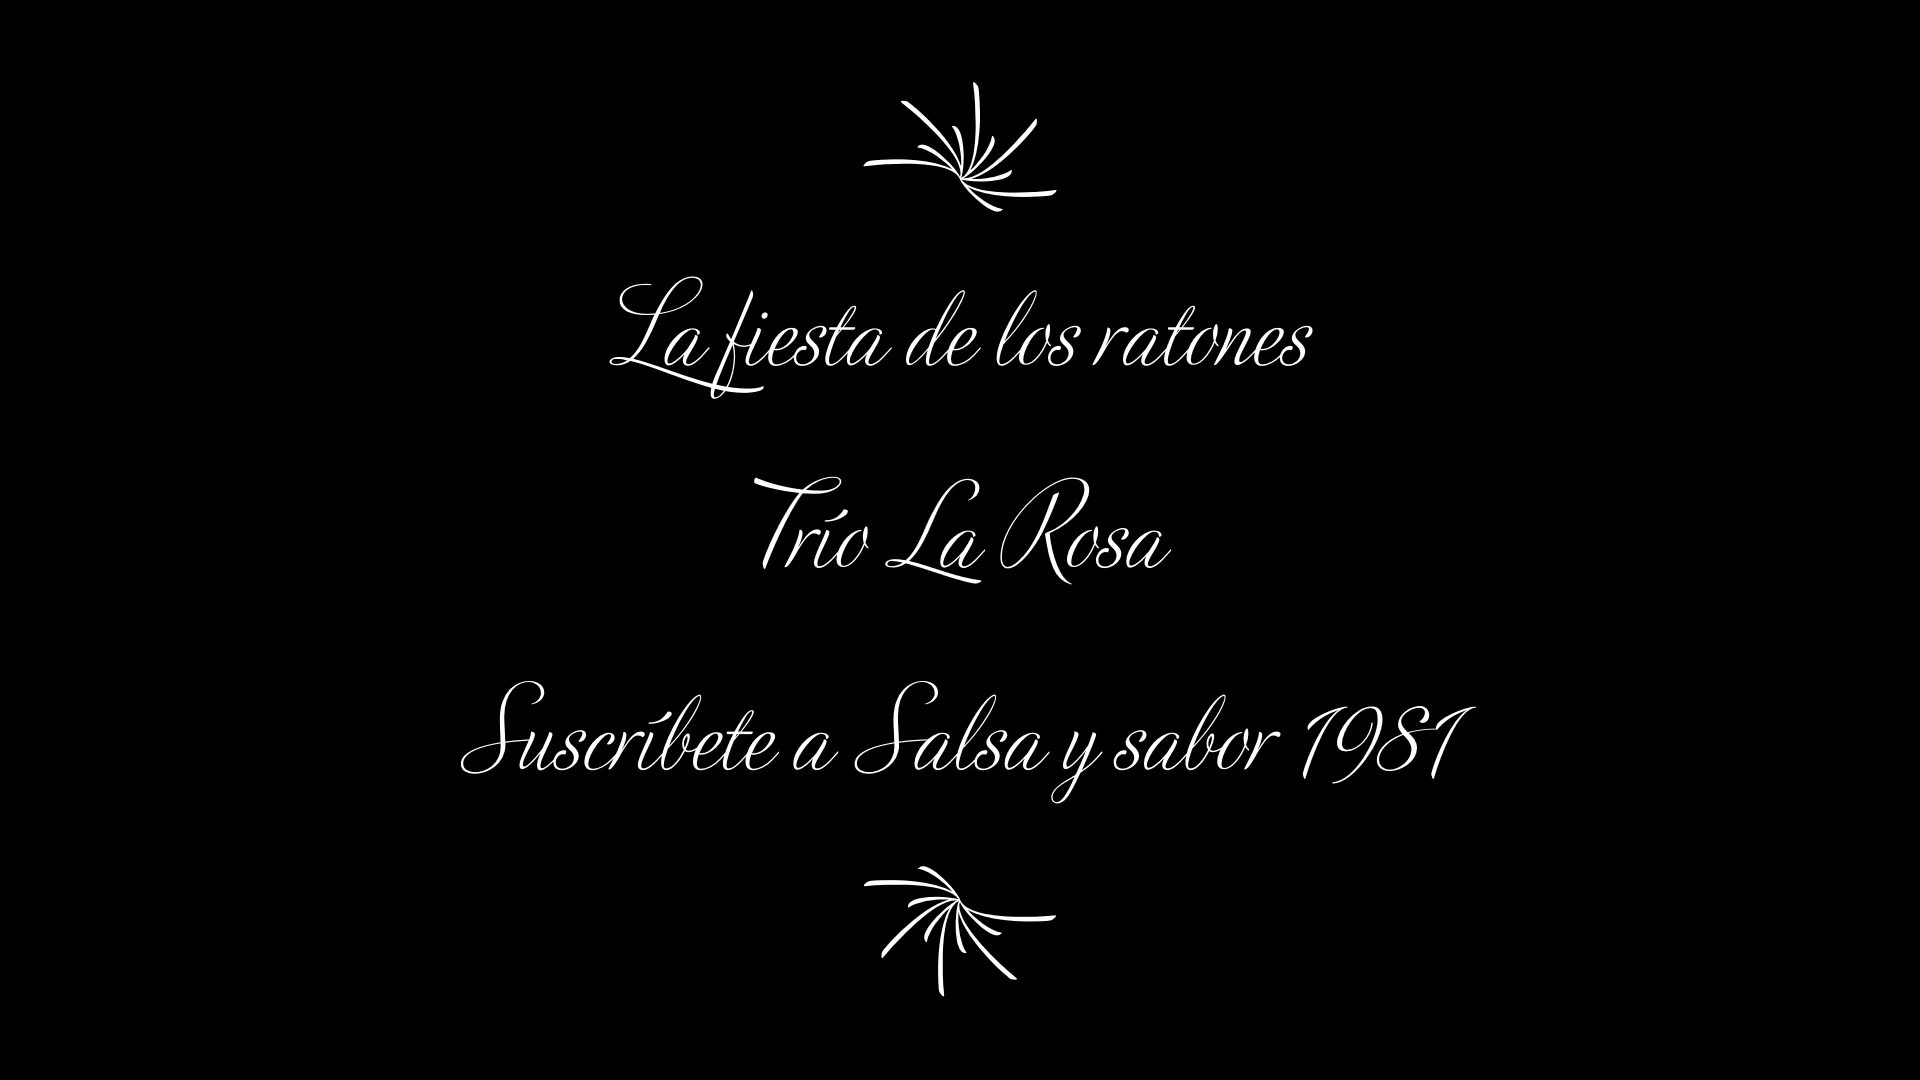 La fiesta de los ratones
Trío La Rosa
Suscríbete a Salsa y sabor 1981